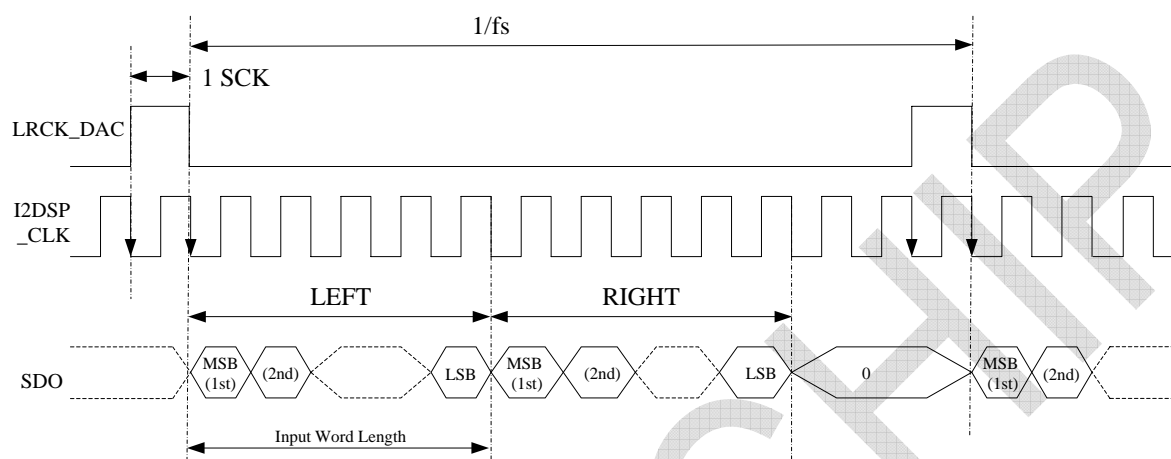 1/fs
1 SCK
LRCK_DAC
I2DSP
_CLK
LEFT
RIGHT
SDO
MSB
(1st)
(2nd)
LSB
MSB
(1st)
(2nd)
LSB
0
MSB
(1st)
(2nd)
Input Word Length
CHIP